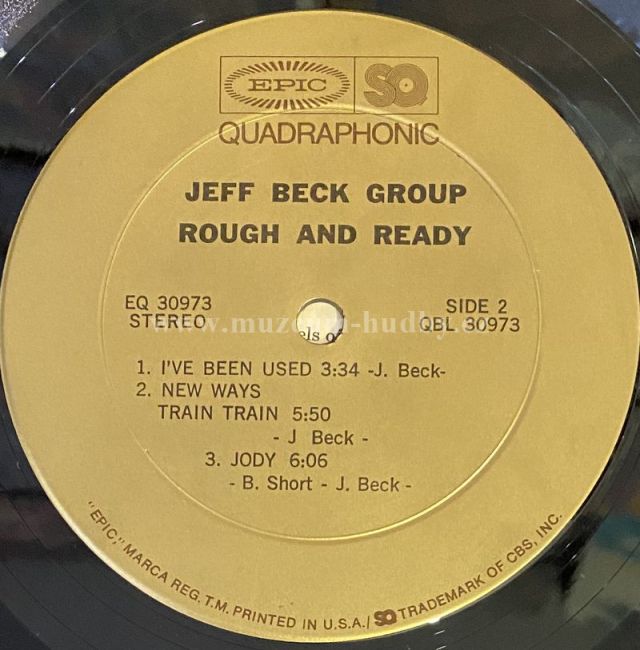 EPIC SQ
QUADRAPHONIC
JEFF BECK GROUP
ROUGH AND READY
EQ 30973
STEREO
SIDE 2
QBL 30973
els of
1. I'VE BEEN USED 3:34 -J. Beck-
2. NEW WAYS
TRAIN TRAIN 5:50
- J Beck -
3. JODY 6:06
- B. Short - J. Beck -
"EPIC," MARCA REG. T.M. PRINTED IN U.S.A./ SQ TRADEMARK OF CBS, INC.